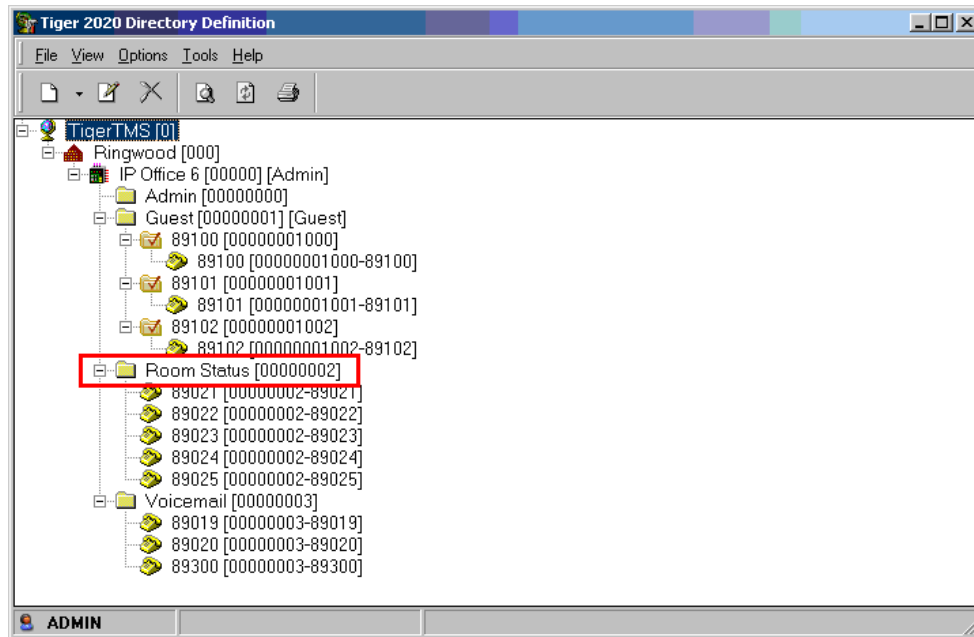 Tiger 2020 Directory Definition
File View Options Tools Help
TigerTMS [0]
Ringwood [000]
IP Office 6 [00000] [Admin]
Admin [00000000]
Guest [00000001] [Guest]
89100 [00000001000]
89100 [00000001000-89100]
89101 [00000001001]
89101 [00000001001-89101]
89102 [00000001002]
89102 [00000001002-89102]
Room Status [00000002]
89021 [00000002-89021]
89022 [00000002-89022]
89023 [00000002-89023]
89024 [00000002-89024]
89025 [00000002-89025]
Voicemail [00000003]
89019 [00000003-89019]
89020 [00000003-89020]
89300 [00000003-89300]
ADMIN